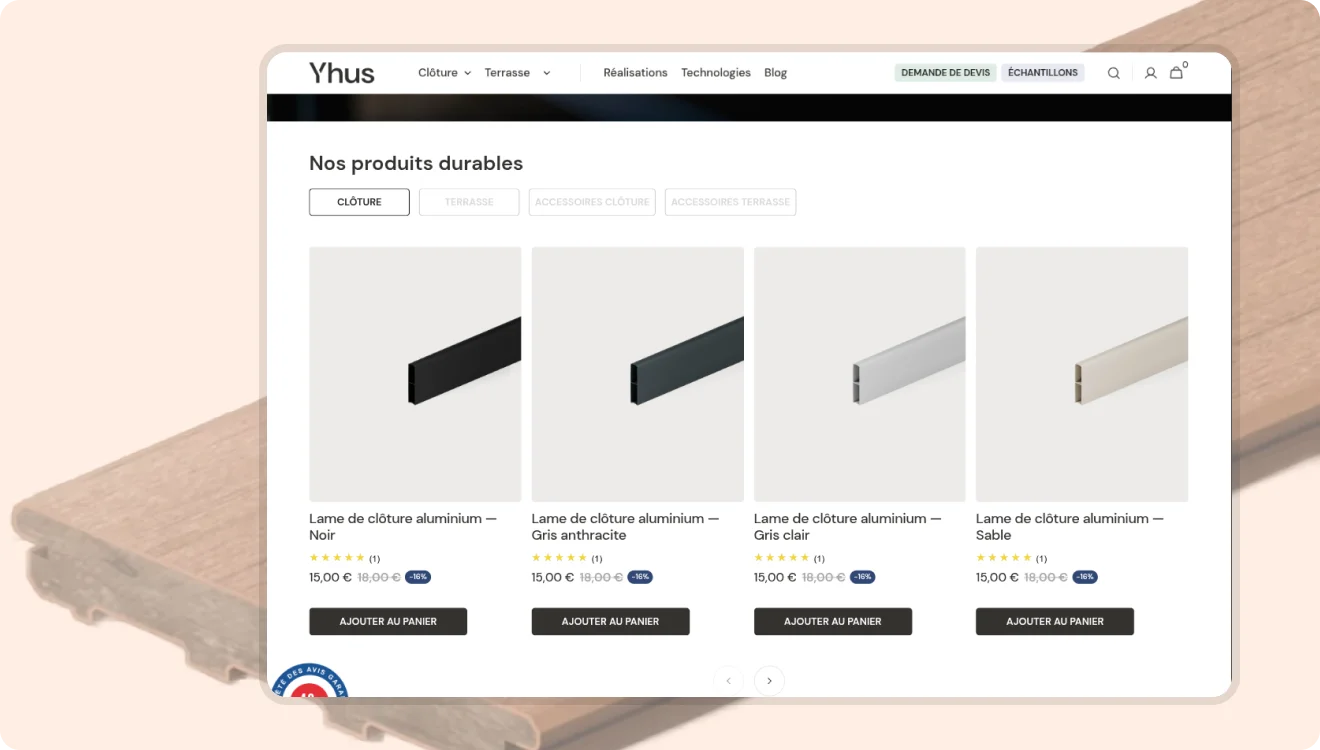 Yhus
Clôture
Terrasse
Réalisations
Technologies
Blog
DEMANDE DE DEVIS
ÉCHANTILLONS
0
Nos produits durables
CLÔTURE
TERRASSE
ACCESSOIRES CLÔTURE
ACCESSOIRES TERRASSE
Lame de clôture aluminium —
Noir
★★★★★ (1)
15,00 € 18,00 € -16%
AJOUTER AU PANIER
Lame de clôture aluminium —
Gris anthracite
★★★★★ (1)
15,00 € 18,00 € -16%
AJOUTER AU PANIER
Lame de clôture aluminium —
Gris clair
★★★★★ (1)
15,00 € 18,00 € -16%
AJOUTER AU PANIER
Lame de clôture aluminium —
Sable
★★★★★ (1)
15,00 € 18,00 € -16%
AJOUTER AU PANIER
DES AVIS